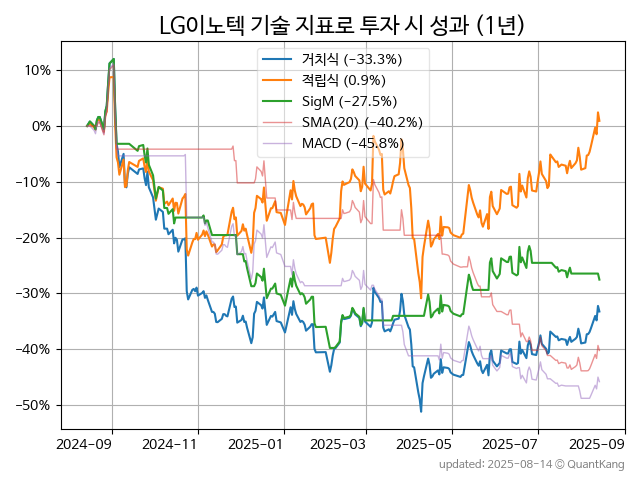 LG이노텍 기술 지표로 투자 시 성과 (1년)
거치식 (−33.3%)
적립식 (0.9%)
SigM (−27.5%)
SMA(20) (−40.2%)
MACD (−45.8%)
10%
0%
−10%
−20%
−30%
−40%
−50%
2024-09
2024-11
2025-01
2025-03
2025-05
2025-07
2025-09
updated: 2025-08-14 © QuantKang